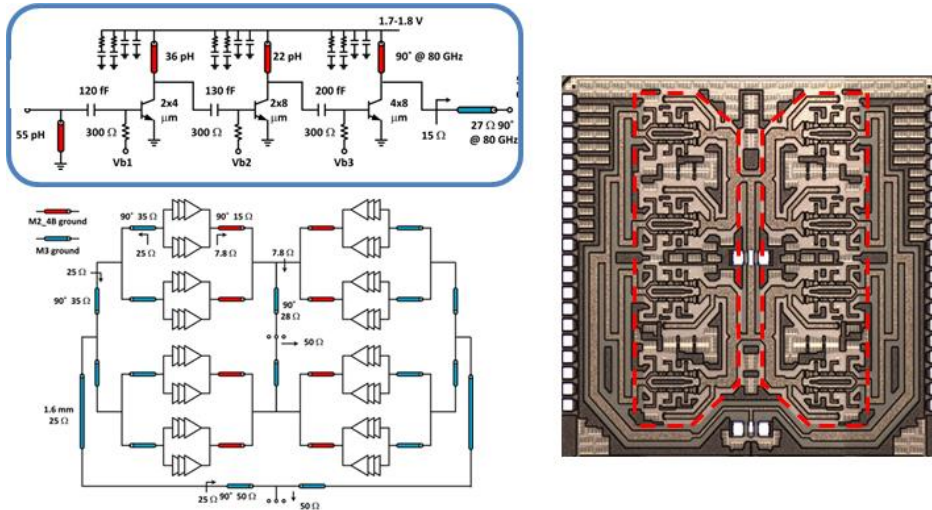 1.7-1.8 V
36 pH
22 pH
90° @ 80 GHz
120 fF
130 fF
200 fF
2x4
μm
2x8
μm
4x8
μm
55 pH
300 Ω
300 Ω
300 Ω
15 Ω
27 Ω 90°
@ 80 GHz
Vb1
Vb2
Vb3
M2_4B ground
M3 ground
90° 35 Ω
90° 15 Ω
25 Ω
7.8 Ω
7.8 Ω
25 Ω
90° 35 Ω
90°
28 Ω
50 Ω
1.6 mm
25 Ω
25 Ω
90° 50 Ω
50 Ω